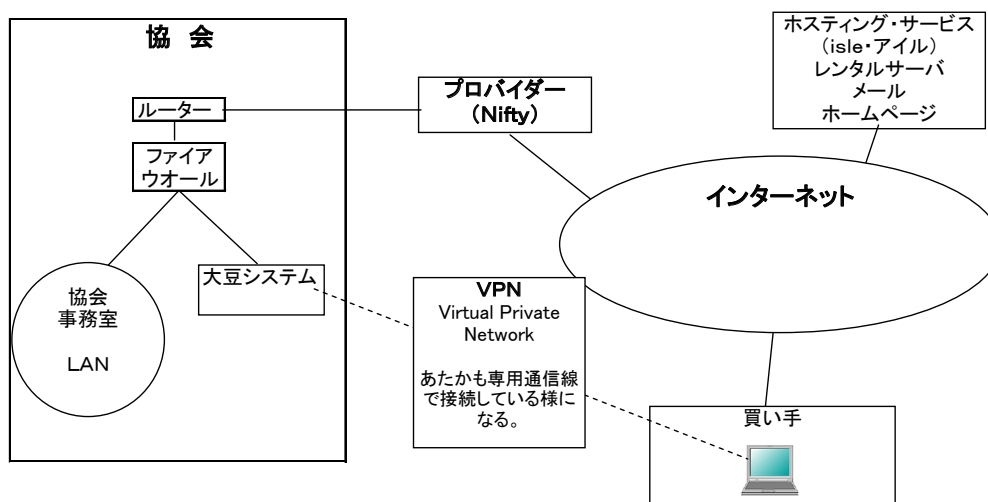 協 会
ルーター
ファイア
ウオール
協会
事務室
LAN
大豆システム
プロバイダー
（Nifty）
ホスティング・サービス
（isle・アイル）
レンタルサーバ
メール
ホームページ
インターネット
VPN
Virtual Private
Network
あたかも専用通信線
で接続している様に
なる。
買い手